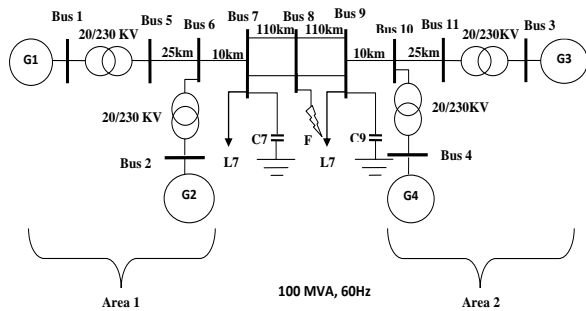 Bus 1
20/230 KV
Bus 5
Bus 6
Bus 7
110km
Bus 8
110km
Bus 9
Bus 10
Bus 11
20/230 KV
Bus 3
G1
25km
10km
10km
25km
G3
20/230 KV
20/230KV
C7
F
C9
Bus 2
L7
L7
Bus 4
G2
G4
Area 1
100 MVA, 60Hz
Area 2